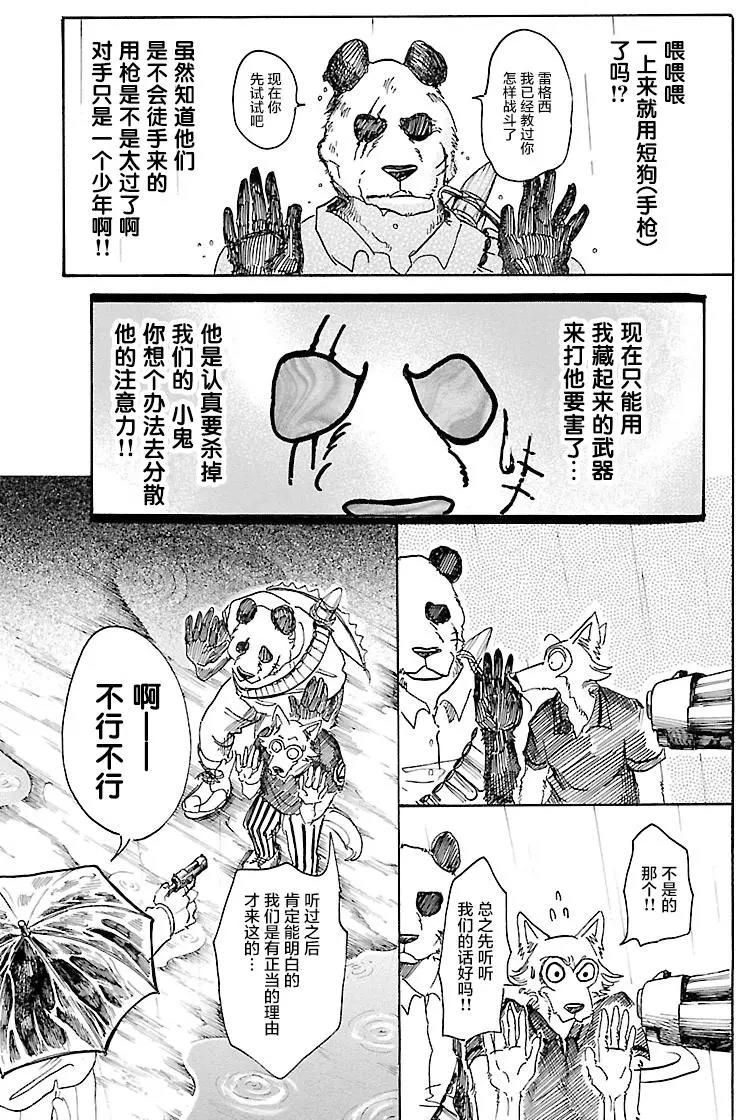 喂喂喂
一上来就用短狗(手枪)
了吗!?
雷格西
我已经教过你
怎样战斗了
现在你
先试试吧
虽然知道他们
是不会徒手来的
用枪是不是太过了啊
对手只是一个少年啊!!
现在只能用
我藏起来的武器
来打他要害了…
他是认真要杀掉
我们的 小鬼
你想个办法去分散
他的注意力!!
不是的
那个!!
总之先听听
我们的话好吗!!
听过之后
肯定能明白的
我们是有正当的理由
才来这的…
啊——
不行不行